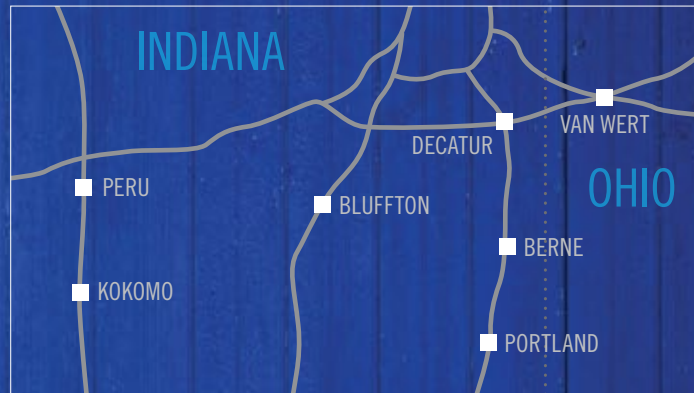 INDIANA
VAN WERT
DECATUR
PERU
OHIO
BLUFFTON
BERNE
KOKOMO
PORTLAND